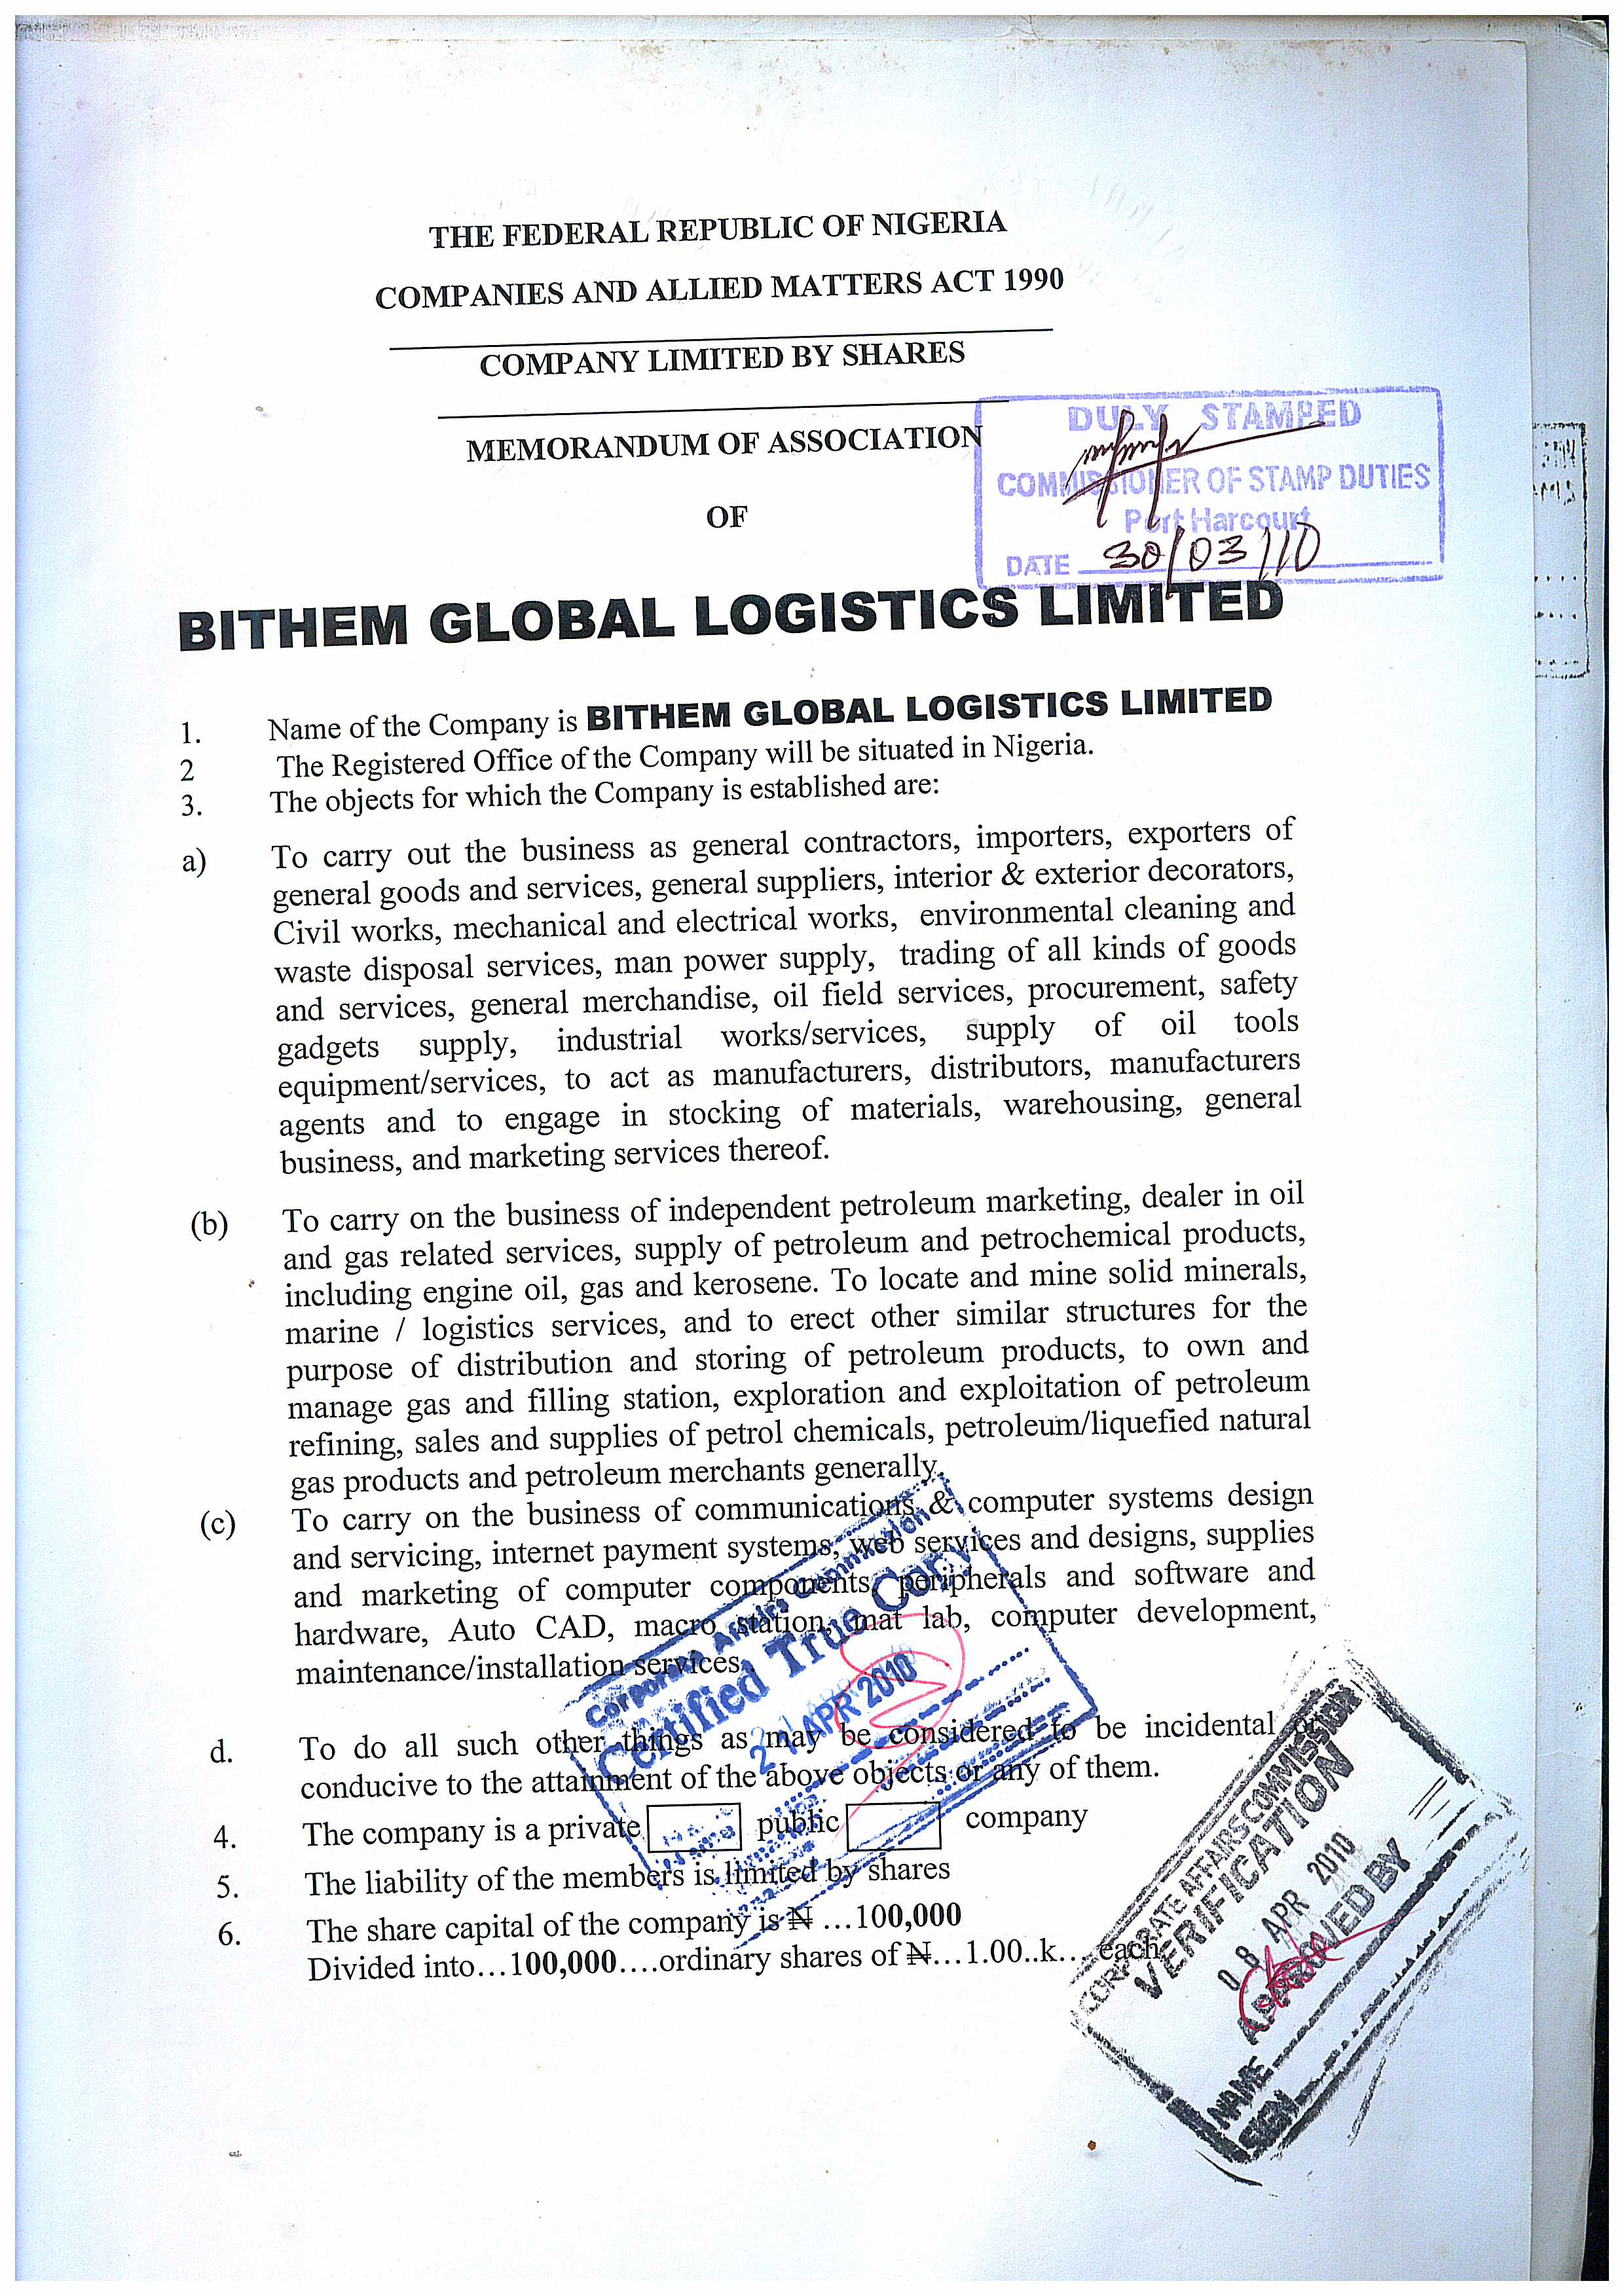 THE FEDERAL REPUBLIC OF NIGERIA
COMPANIES AND ALLIED MATTERS ACT 1990
COMPANY LIMITED BY SHARES
MEMORANDUM OF ASSOCIATION
OF
DULY STAMPED
COMMISSIONER OF STAMP DUTIES
Port Harcourt
DATE 30/03/10
BITHEM GLOBAL LOGISTICS LIMITED
1. Name of the Company is BITHEM GLOBAL LOGISTICS LIMITED
2 The Registered Office of the Company will be situated in Nigeria.
3. The objects for which the Company is established are:
a) To carry out the business as general contractors, importers, exporters of
general goods and services, general suppliers, interior & exterior decorators,
Civil works, mechanical and electrical works, environmental cleaning and
waste disposal services, man power supply, trading of all kinds of goods
and services, general merchandise, oil field services, procurement, safety
gadgets supply, industrial works/services, supply of oil tools
equipment/services, to act as manufacturers, distributors, manufacturers
agents and to engage in stocking of materials, warehousing, general
business, and marketing services thereof.
(b) To carry on the business of independent petroleum marketing, dealer in oil
and gas related services, supply of petroleum and petrochemical products,
including engine oil, gas and kerosene. To locate and mine solid minerals,
marine / logistics services, and to erect other similar structures for the
purpose of distribution and storing of petroleum products, to own and
manage gas and filling station, exploration and exploitation of petroleum
refining, sales and supplies of petrol chemicals, petroleum/liquefied natural
gas products and petroleum merchants generally.
(c) To carry on the business of communications & computer systems design
and servicing, internet payment systems, web services and designs, supplies
and marketing of computer components, peripherals and software and
hardware, Auto CAD, macro station, mat lab, computer development,
maintenance/installation services.
d. To do all such other things as may be considered to be incidental or
conducive to the attainment of the above objects or any of them.
4. The company is a private public company
5. The liability of the members is limited by shares
6. The share capital of the company is ₦ ...100,000
Divided into...100,000....ordinary shares of ₦...1.00..k....each
Corporate Affairs Commission
Certified True Copy
21 APR 2010
CORPORATE AFFAIRS COMMISSION
VERIFICATION
08 APR 2010
APPROVED BY
NAME
SIGN